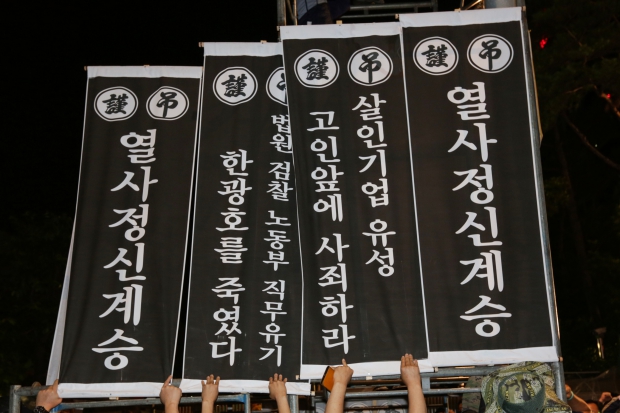 謹 弔
열사정신계승
謹 弔
법원 검찰 노동부 직무유기
한광호를 죽였다
謹 弔
살인기업 유성
고인앞에 사죄하라
謹 弔
열사정신계승